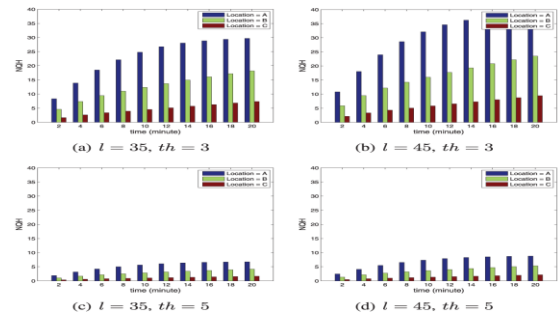 40
35
30
25
20
15
10
5
0
NQH
Location = A
Location = B
Location = C
2 4 6 8 10 12 14 16 18 20
time (minute)
(a) l = 35, th = 3
40
35
30
25
20
15
10
5
0
NQH
Location = A
Location = B
Location = C
2 4 6 8 10 12 14 16 18 20
time (minute)
(b) l = 45, th = 3
40
35
30
25
20
15
10
5
0
NQH
Location = A
Location = B
Location = C
2 4 6 8 10 12 14 16 18 20
time (minute)
(c) l = 35, th = 5
40
35
30
25
20
15
10
5
0
NQH
Location = A
Location = B
Location = C
2 4 6 8 10 12 14 16 18 20
time (minute)
(d) l = 45, th = 5